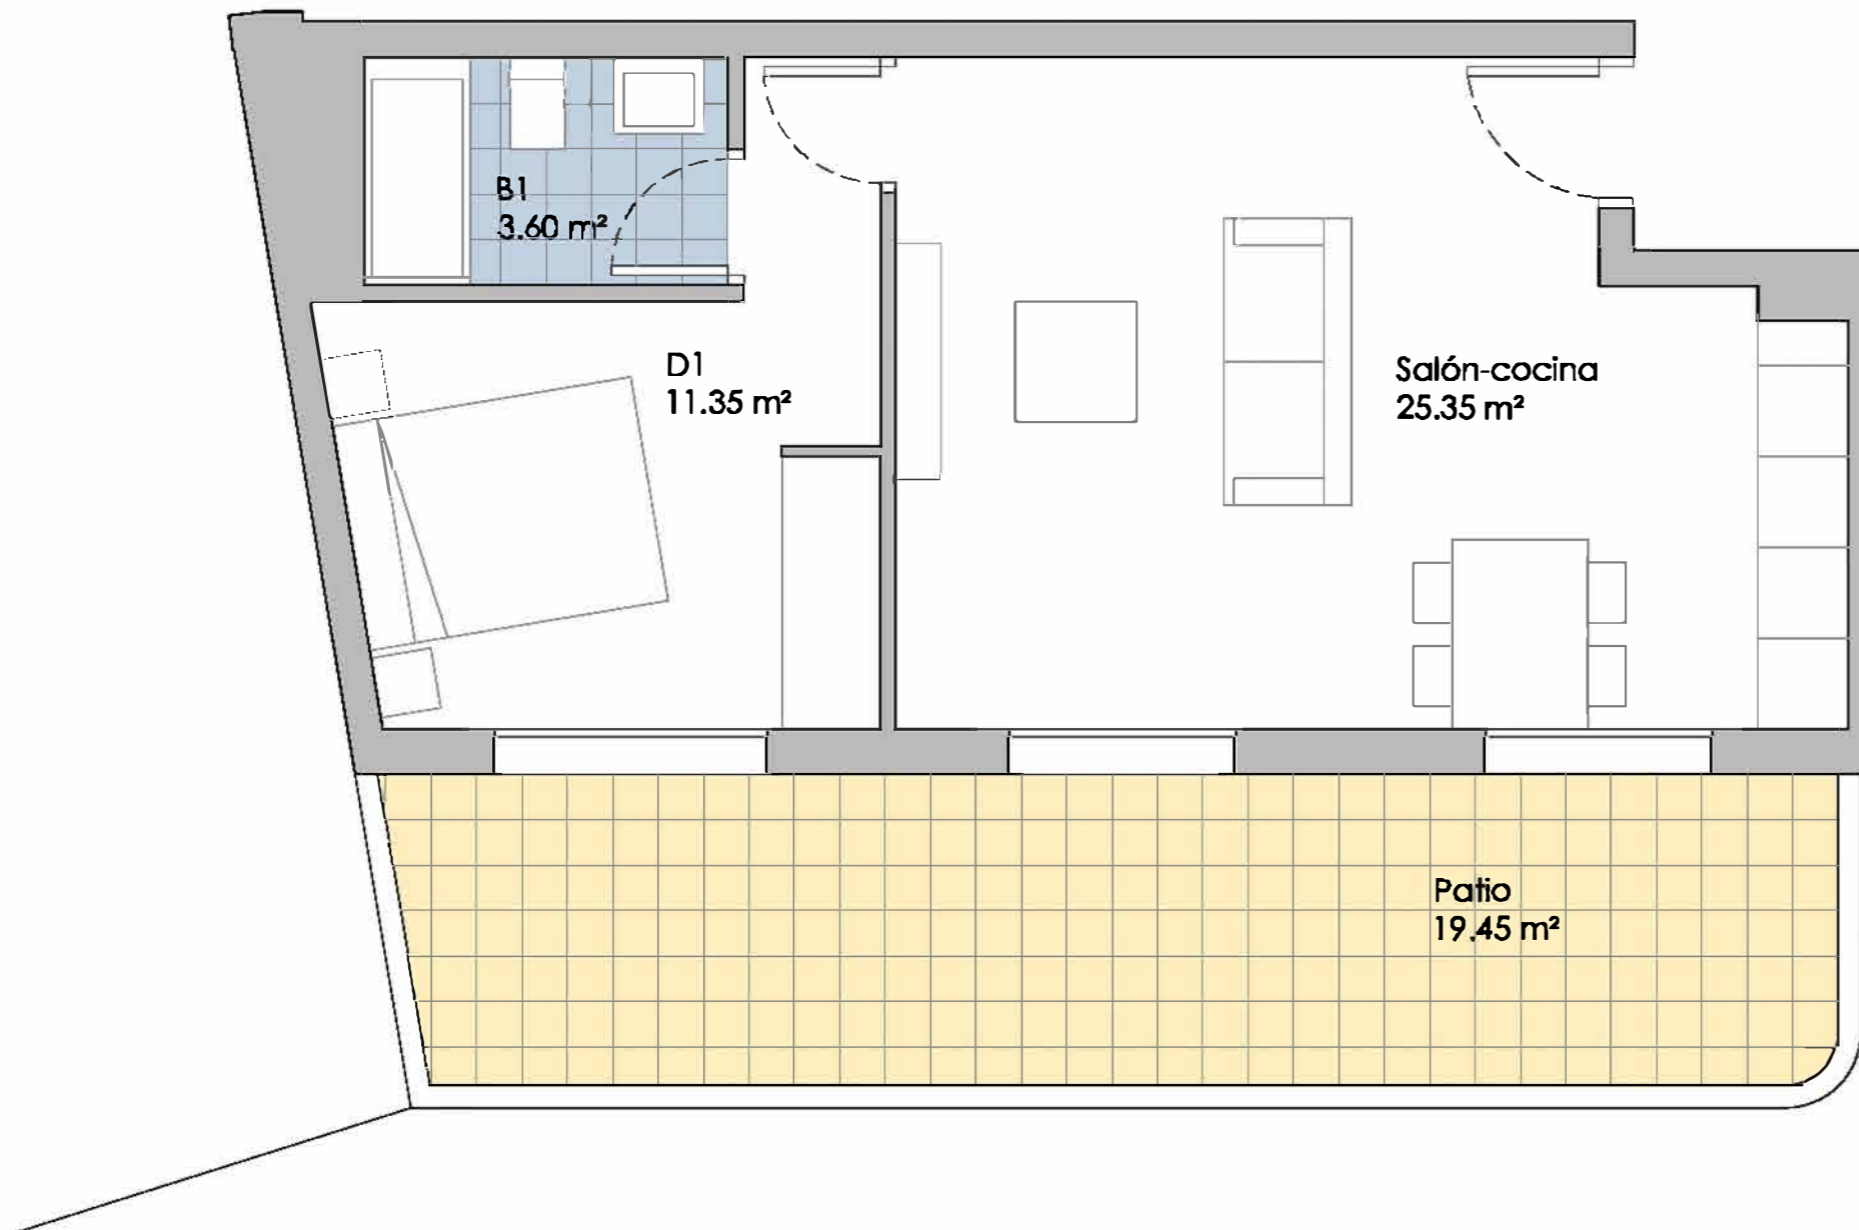 B1
3.60 m²
D1
11.35 m²
Salón-cocina
25.35 m²
Patio
19.45 m²